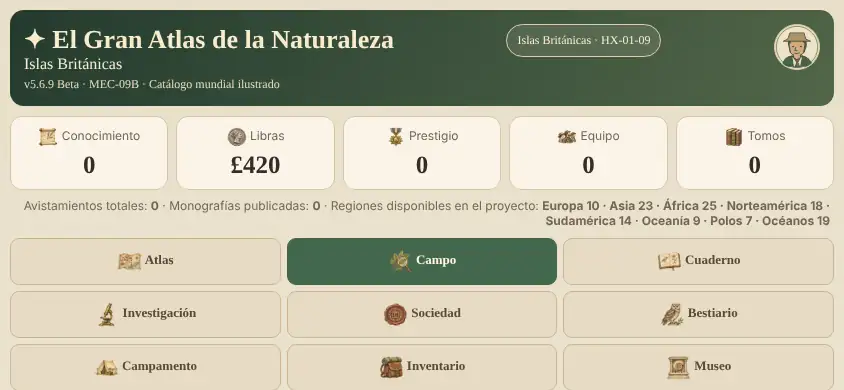 ✦ El Gran Atlas de la Naturaleza
Islas Británicas
v5.6.9 Beta · MEC-09B · Catálogo mundial ilustrado
Islas Británicas · HX-01-09
Conocimiento
0
Libras
£420
Prestigio
0
Equipo
0
Tomos
0
Avistamientos totales: 0 · Monografías publicadas: 0 · Regiones disponibles en el proyecto: Europa 10 · Asia 23 · África 25 · Norteamérica 18 ·
Sudamérica 14 · Oceanía 9 · Polos 7 · Océanos 19
Atlas
Campo
Cuaderno
Investigación
Sociedad
Bestiario
Campamento
Inventario
Museo